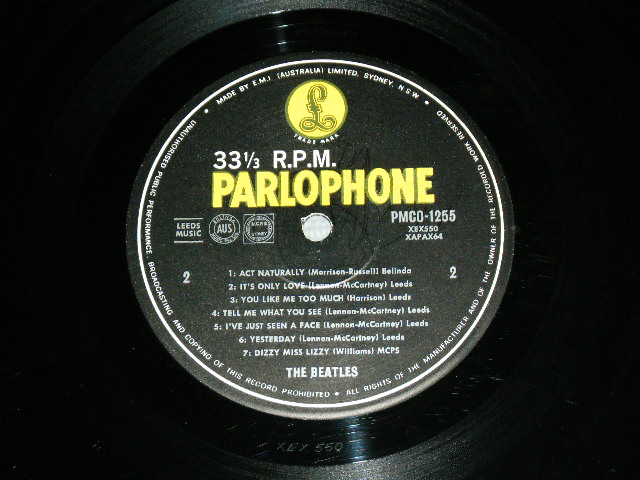 MADE BY E.M.I. (AUSTRALIA) LIMITED, SYDNEY, N.S.W.
UNAUTHORISED PUBLIC PERFORMANCE, BROADCASTING AND COPYING OF THIS RECORD PROHIBITED • ALL RIGHTS OF THE MANUFACTURER AND OF THE OWNER OF THE RECORDED WORK RESERVED
£
TRADE MARK
33⅓ R.P.M.
PARLOPHONE
PMCO-1255
XEX550
XAPAX64
LEEDS
MUSIC
AUS
2
2
1: ACT NATURALLY (Morrison-Russell) Belinda
2: IT'S ONLY LOVE (Lennon-McCartney) Leeds
3: YOU LIKE ME TOO MUCH (Harrison) Leeds
4: TELL ME WHAT YOU SEE (Lennon-McCartney) Leeds
5: I'VE JUST SEEN A FACE (Lennon-McCartney) Leeds
6: YESTERDAY (Lennon-McCartney) Leeds
7: DIZZY MISS LIZZY (Williams) MCPS
THE BEATLES
XEX 550